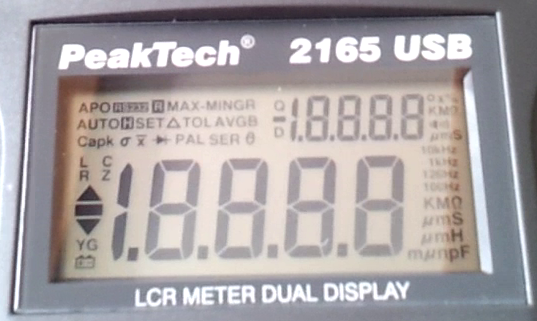 PeakTech® 2165 USB
APO RS232 R MAX-MINGR
AUTO H SET △ TOL AVGB
Capk σ x̄ PAL SER θ
Q
D
-1.8.8.8.8
KMΩ
µmS
L C
R Z
1.8.8.8.8
10kHz
1kHz
120Hz
100Hz
KMΩ
µmS
µmH
mµnpF
YG
LCR METER DUAL DISPLAY